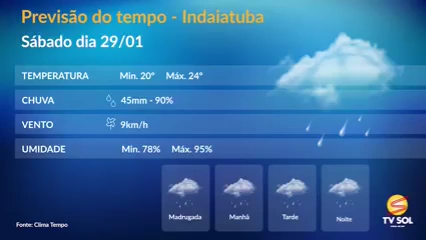 Previsão do tempo - Indaiatuba
Sábado dia 29/01
TEMPERATURA Min. 20° Máx. 24°
CHUVA 45mm - 90%
VENTO 9km/h
UMIDADE Mín. 78% Máx. 95%
Madrugada Manhã Tarde Noite
Fonte: Clima Tempo
TV SOL